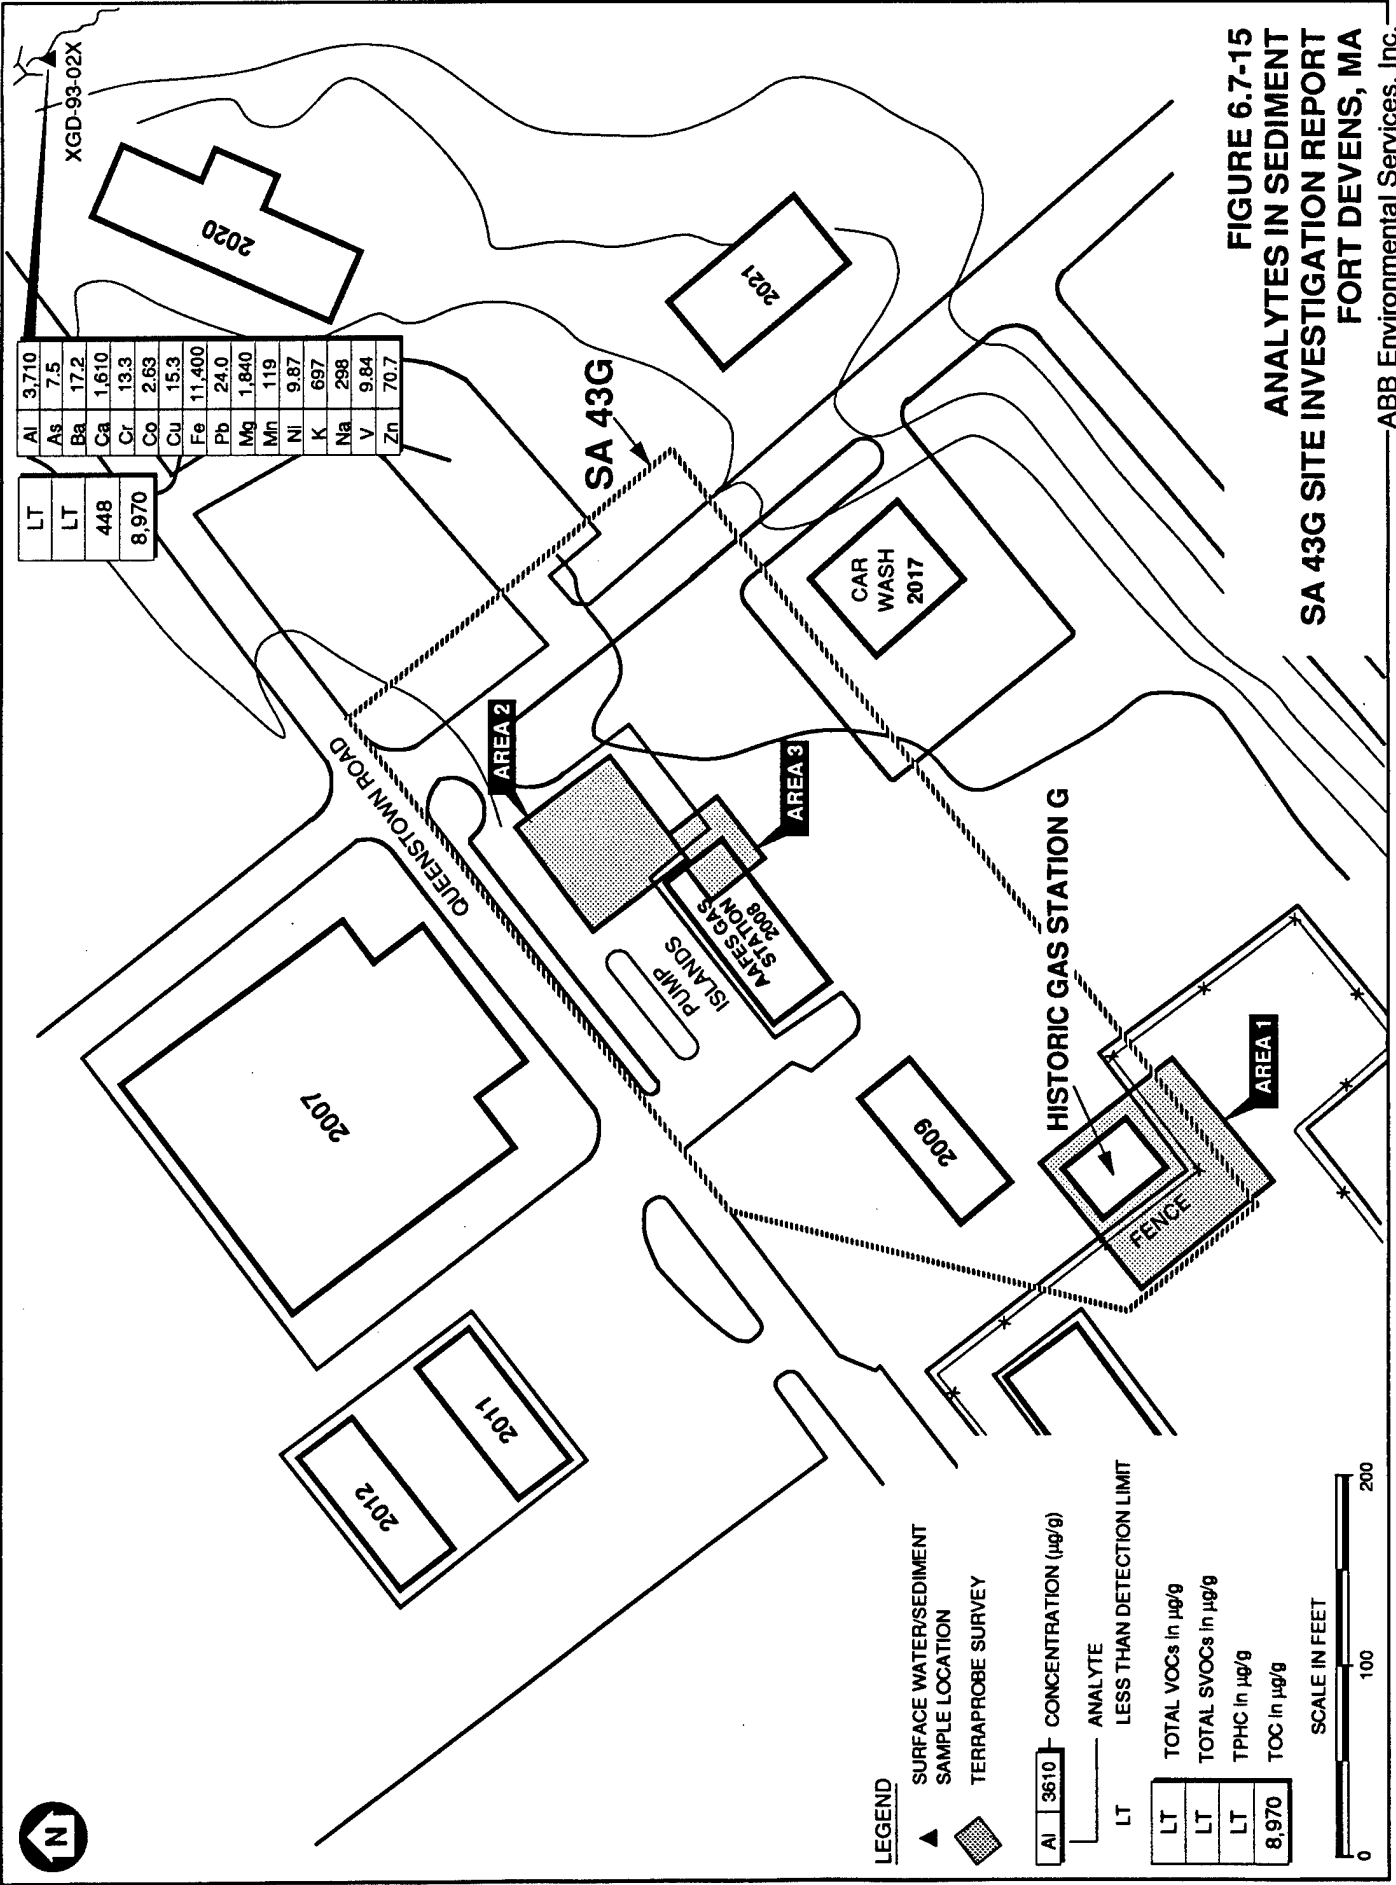 N
XGD-93-02X
LT
LT
448
8,970
Al 3,710
As 7.5
Ba 17.2
Ca 1,610
Cr 13.3
Co 2.63
Cu 15.3
Fe 11,400
Pb 24.0
Mg 1,840
Mn 119
Ni 9.87
K 697
Na 298
V 9.84
Zn 70.7
2020
2021
SA 43G
CAR
WASH
2017
QUEENSTOWN ROAD
AREA 2
AREA 3
AAFES GAS
STATION
2008
PUMP
ISLANDS
2007
2009
2011
2012
HISTORIC GAS STATION G
FENCE
AREA 1
LEGEND
SURFACE WATER/SEDIMENT
SAMPLE LOCATION
TERRAPROBE SURVEY
Al 3610 CONCENTRATION (µg/g)
ANALYTE
LT LESS THAN DETECTION LIMIT
LT TOTAL VOCs in µg/g
LT TOTAL SVOCs in µg/g
LT TPHC in µg/g
8,970 TOC in µg/g
SCALE IN FEET
0 100 200
FIGURE 6.7-15
ANALYTES IN SEDIMENT
SA 43G SITE INVESTIGATION REPORT
FORT DEVENS, MA
ABB Environmental Services, Inc.